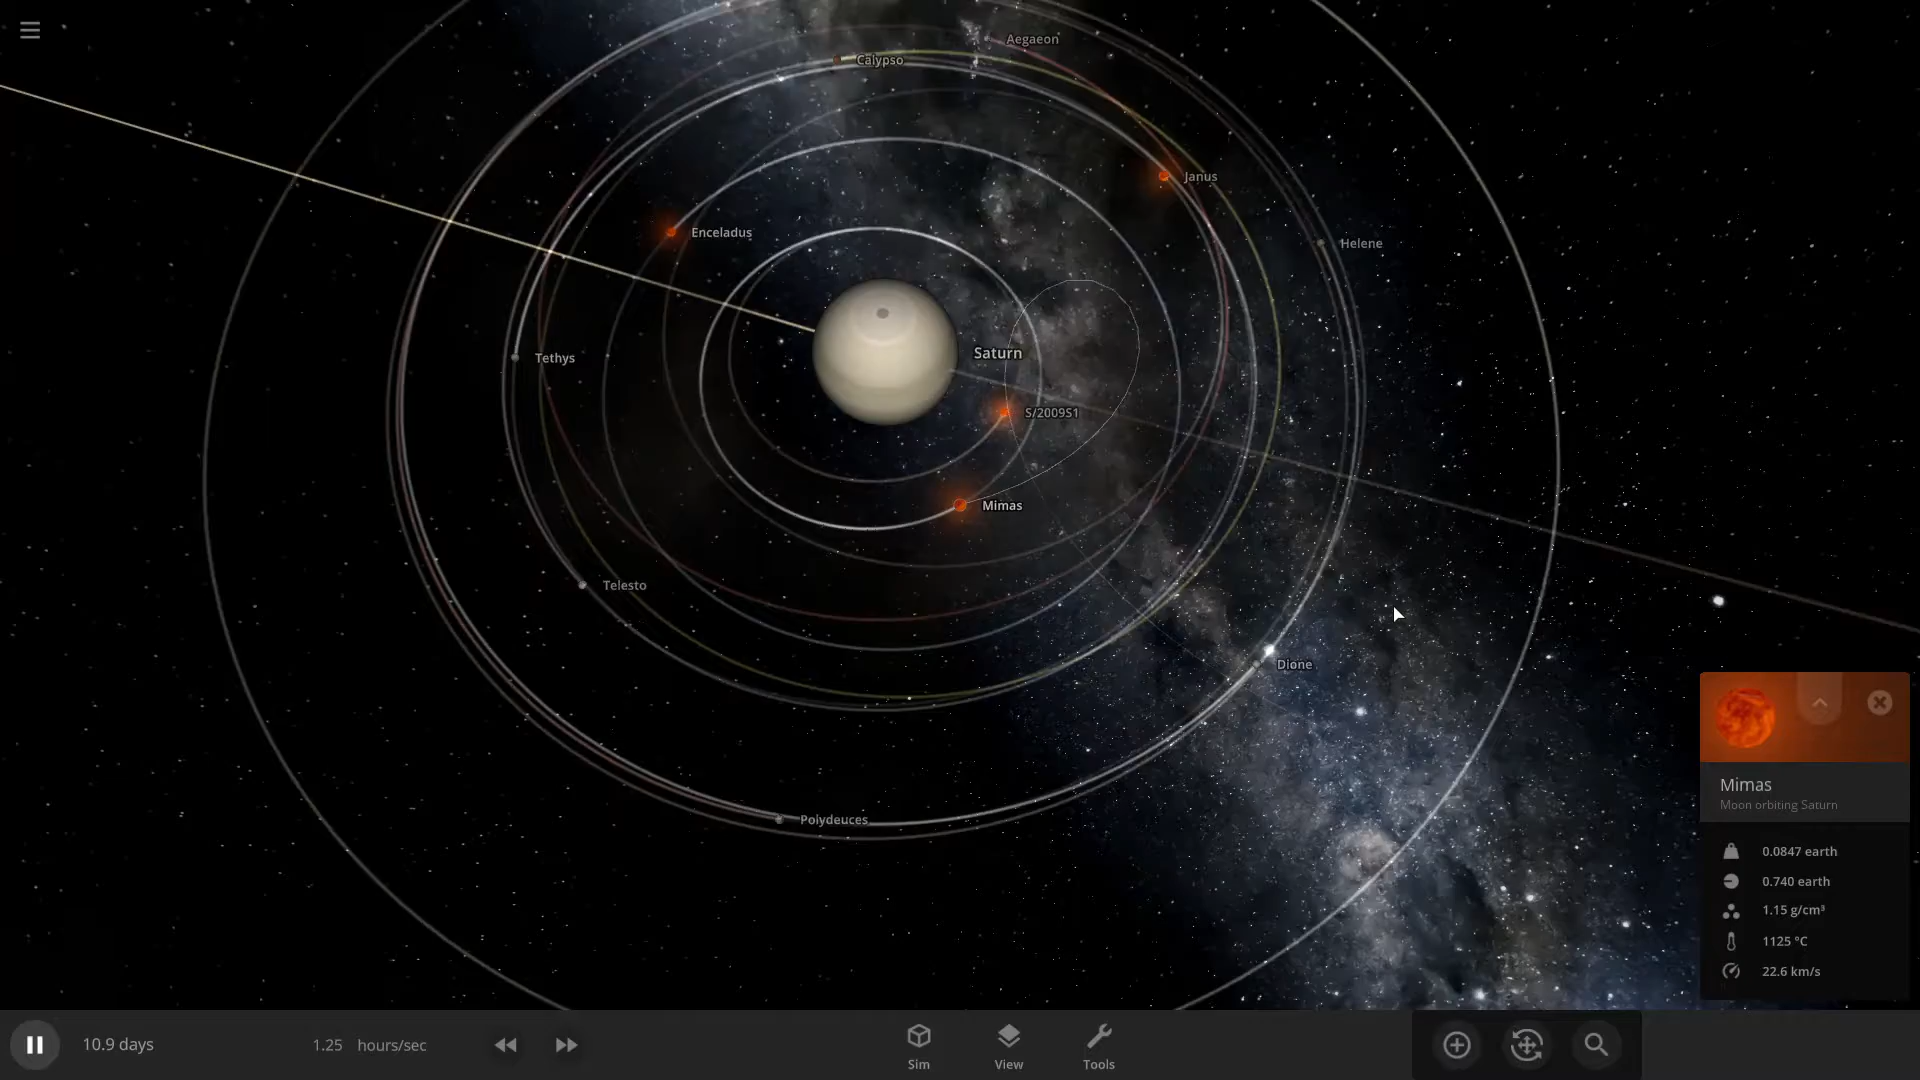 Aegaeon
Calypso
Janus
Enceladus
Helene
Saturn
Tethys
S/2009S1
Mimas
Telesto
Dione
Polydeuces
Mimas
Moon orbiting Saturn
0.0847 earth
0.740 earth
1.15 g/cm³
1125 °C
22.6 km/s
10.9 days
1.25 hours/sec
Sim
View
Tools